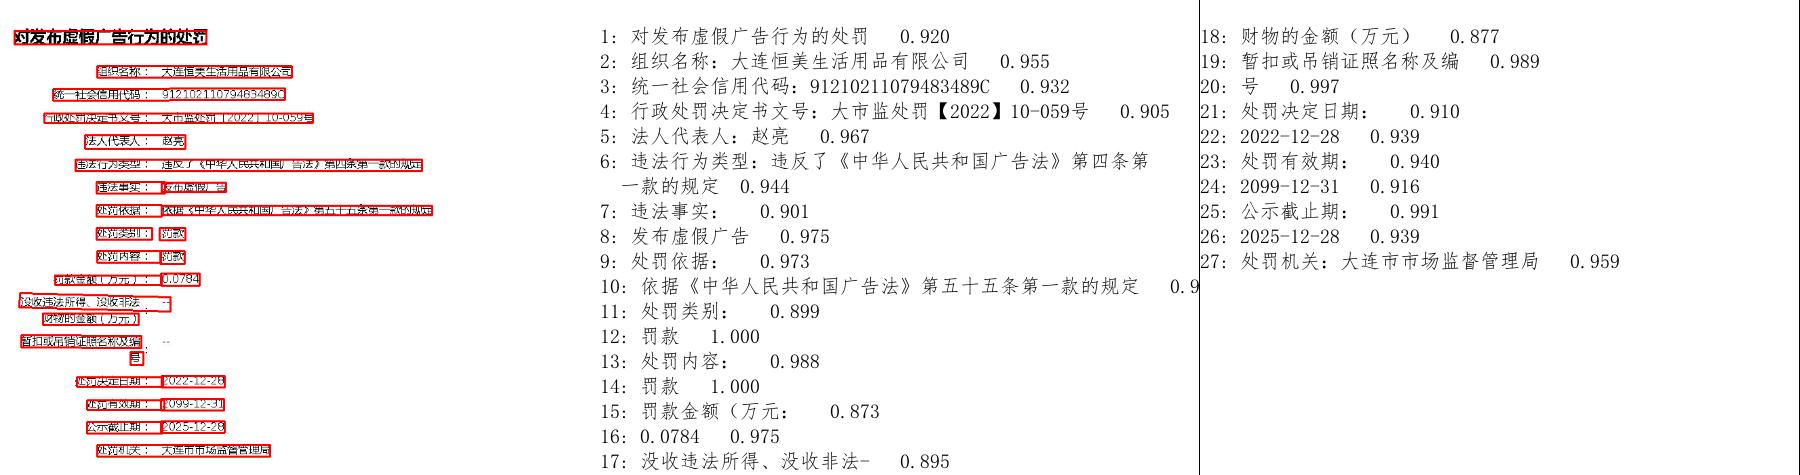 对发布虚假广告行为的处罚
组织名称： 大连恒美生活用品有限公司
统一社会信用代码： 91210211079483489C
行政处罚决定书文号： 大市监处罚【2022】10-059号
法人代表人： 赵亮
违法行为类型： 违反了《中华人民共和国广告法》第四条第一款的规定
违法事实： 发布虚假广告
处罚依据： 依据《中华人民共和国广告法》第五十五条第一款的规定
处罚类别： 罚款
处罚内容： 罚款
罚款金额（万元）： 0.0784
没收违法所得、没收非法 --
财物的金额（万元） ：
暂扣或吊销证照名称及编 --
号 ：
处罚决定日期： 2022-12-28
处罚有效期： 2099-12-31
公示截止期： 2025-12-28
处罚机关： 大连市市场监督管理局
1: 对发布虚假广告行为的处罚 0.920
2: 组织名称：大连恒美生活用品有限公司 0.955
3: 统一社会信用代码：91210211079483489C 0.932
4: 行政处罚决定书文号：大市监处罚【2022】10-059号 0.905
5: 法人代表人：赵亮 0.967
6: 违法行为类型：违反了《中华人民共和国广告法》第四条第
一款的规定 0.944
7: 违法事实： 0.901
8: 发布虚假广告 0.975
9: 处罚依据： 0.973
10: 依据《中华人民共和国广告法》第五十五条第一款的规定 0.9
11: 处罚类别： 0.899
12: 罚款 1.000
13: 处罚内容： 0.988
14: 罚款 1.000
15: 罚款金额（万元： 0.873
16: 0.0784 0.975
17: 没收违法所得、没收非法- 0.895
18: 财物的金额（万元） 0.877
19: 暂扣或吊销证照名称及编 0.989
20: 号 0.997
21: 处罚决定日期： 0.910
22: 2022-12-28 0.939
23: 处罚有效期： 0.940
24: 2099-12-31 0.916
25: 公示截止期： 0.991
26: 2025-12-28 0.939
27: 处罚机关：大连市市场监督管理局 0.959